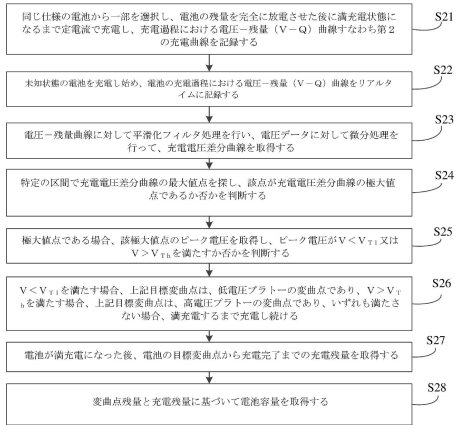 同じ仕様の電池から一部を選択し、電池の残量を完全に放電させた後に満充電状態に
なるまで定電流で充電し、充電過程における電圧－残量（V－Q）曲線すなわち第２
の充電曲線を記録する
S21
未知状態の電池を充電し始め、電池の充電過程における電圧－残量（V－Q）曲線をリアルタ
イムに記録する
S22
電圧－残量曲線に対して平滑化フィルタ処理を行い、電圧データに対して微分処理を
行って、充電電圧差分曲線を取得する
S23
特定の区間で充電電圧差分曲線の最大値点を探し、該点が充電電圧差分曲線の極大値
点であるか否かを判断する
S24
極大値点である場合、該極大値点のピーク電圧を取得し、ピーク電圧がV＜VTl又は
V＞VThを満たすか否かを判断する
S25
V＜VTlを満たす場合、上記目標変曲点は、低電圧プラトーの変曲点であり、V＞VT
hを満たす場合、上記目標変曲点は、高電圧プラトーの変曲点であり、いずれも満たさ
ない場合、満充電するまで充電し続ける
S26
電池が満充電になった後、電池の目標変曲点から充電完了までの充電残量を取得する
S27
変曲点残量と充電残量に基づいて電池容量を取得する
S28